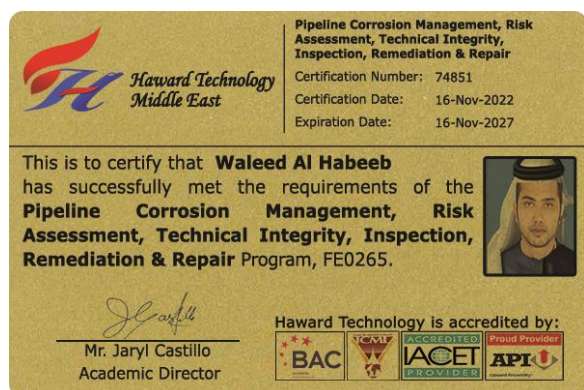 Haward Technology
Middle East
Pipeline Corrosion Management, Risk
Assessment, Technical Integrity,
Inspection, Remediation & Repair
Certification Number: 74851
Certification Date: 16-Nov-2022
Expiration Date: 16-Nov-2027
This is to certify that Waleed Al Habeeb
has successfully met the requirements of the
Pipeline Corrosion Management, Risk
Assessment, Technical Integrity, Inspection,
Remediation & Repair Program, FE0265.
Mr. Jaryl Castillo
Academic Director
Haward Technology is accredited by:
BAC
TCMI
ACCREDITED
IACET
PROVIDER
Proud Provider
API